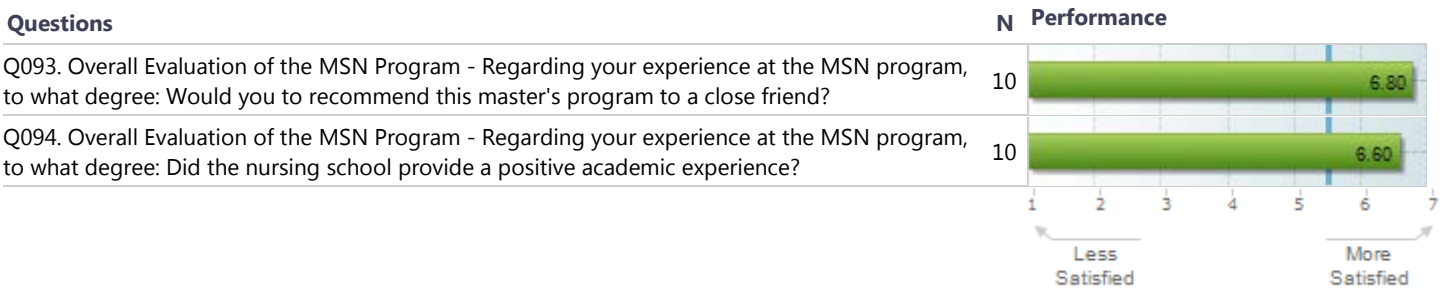 Questions N Performance
Q093. Overall Evaluation of the MSN Program - Regarding your experience at the MSN program,
to what degree: Would you to recommend this master's program to a close friend?
10
6.80
Q094. Overall Evaluation of the MSN Program - Regarding your experience at the MSN program,
to what degree: Did the nursing school provide a positive academic experience?
10
6.60
1 2 3 4 5 6 7
Less
Satisfied
More
Satisfied